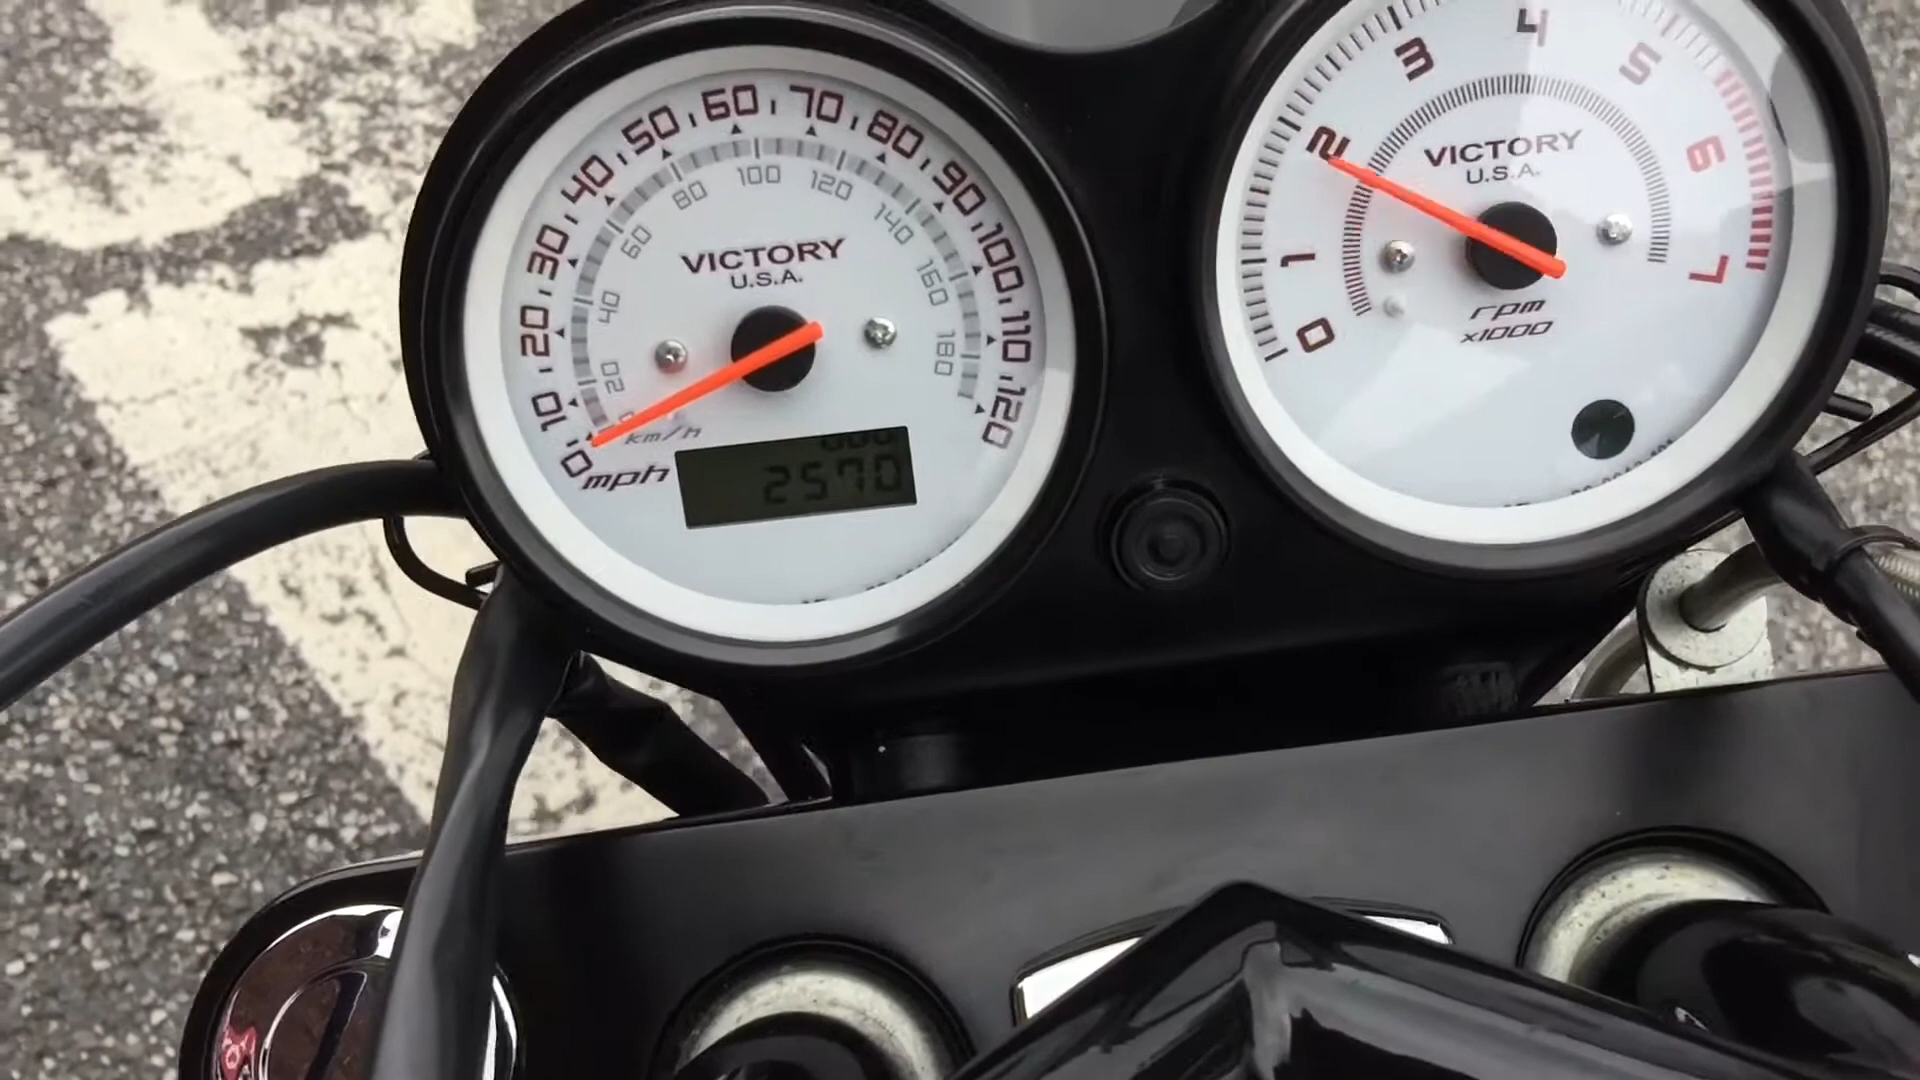 0 10 20 30 40 50 60 70 80 90 100 110 120
20 40 60 80 100 120 140 160 180
VICTORY
U.S.A.
km/h
mph
000
2570
0 1 2 3 4 5 6 7
VICTORY
U.S.A.
rpm
x1000